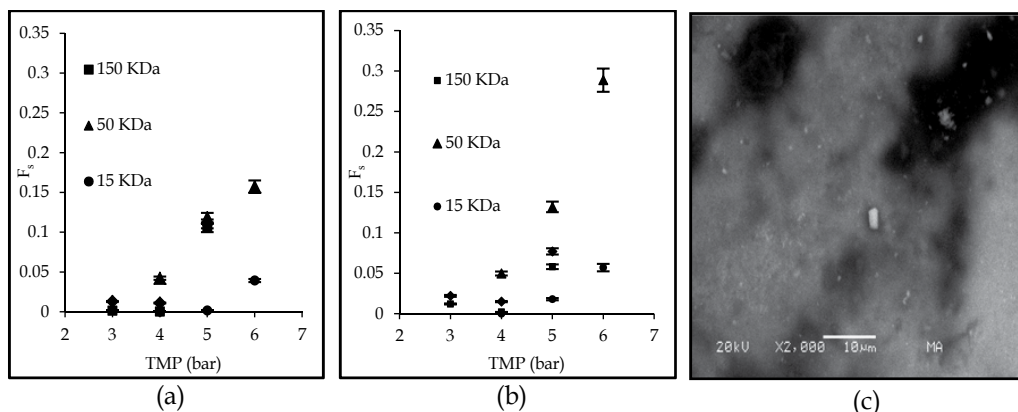 0.35
0.3
0.25
0.2
0.15
0.1
0.05
0
Fs
150 KDa
50 KDa
15 KDa
2 3 4 5 6 7
TMP (bar)
(a)
0.35
0.3
0.25
0.2
0.15
0.1
0.05
0
Fs
150 KDa
50 KDa
15 KDa
2 3 4 5 6 7
TMP (bar)
(b)
20kV X2,000 10μm MA
(c)